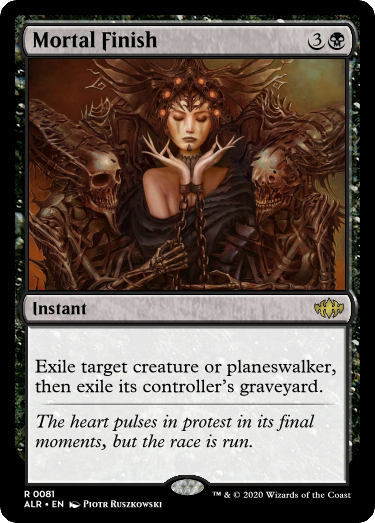 Mortal Finish 3
Instant
Exile target creature or planeswalker,
then exile its controller's graveyard.
The heart pulses in protest in its final
moments, but the race is run.
R 0081
ALR • EN Piotr Ruszkowski
™ & © 2020 Wizards of the Coast